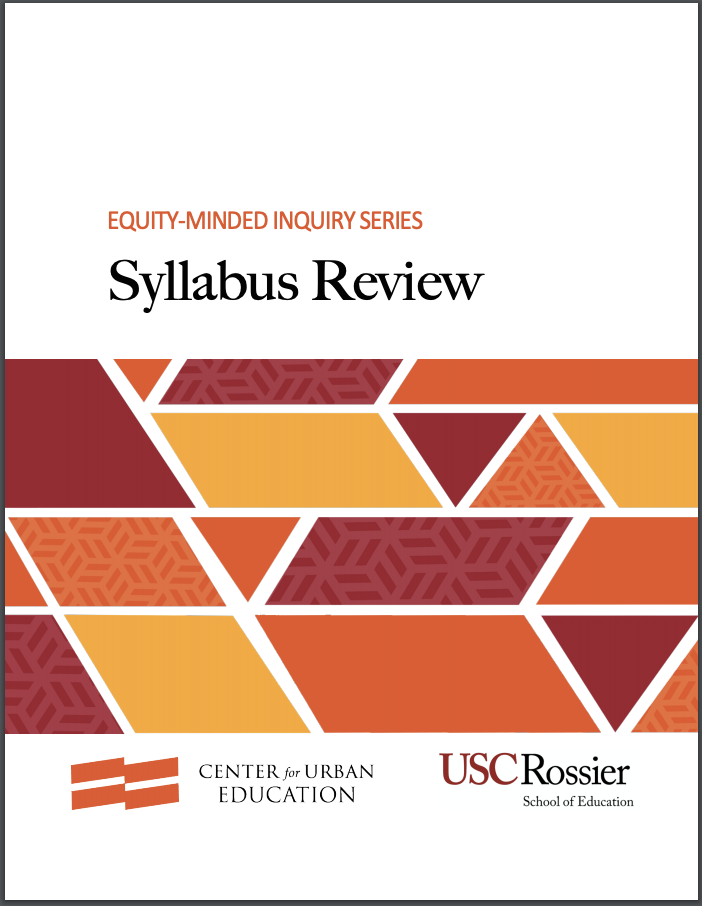 EQUITY-MINDED INQUIRY SERIES
Syllabus Review
CENTER for URBAN
EDUCATION
USC Rossier
School of Education